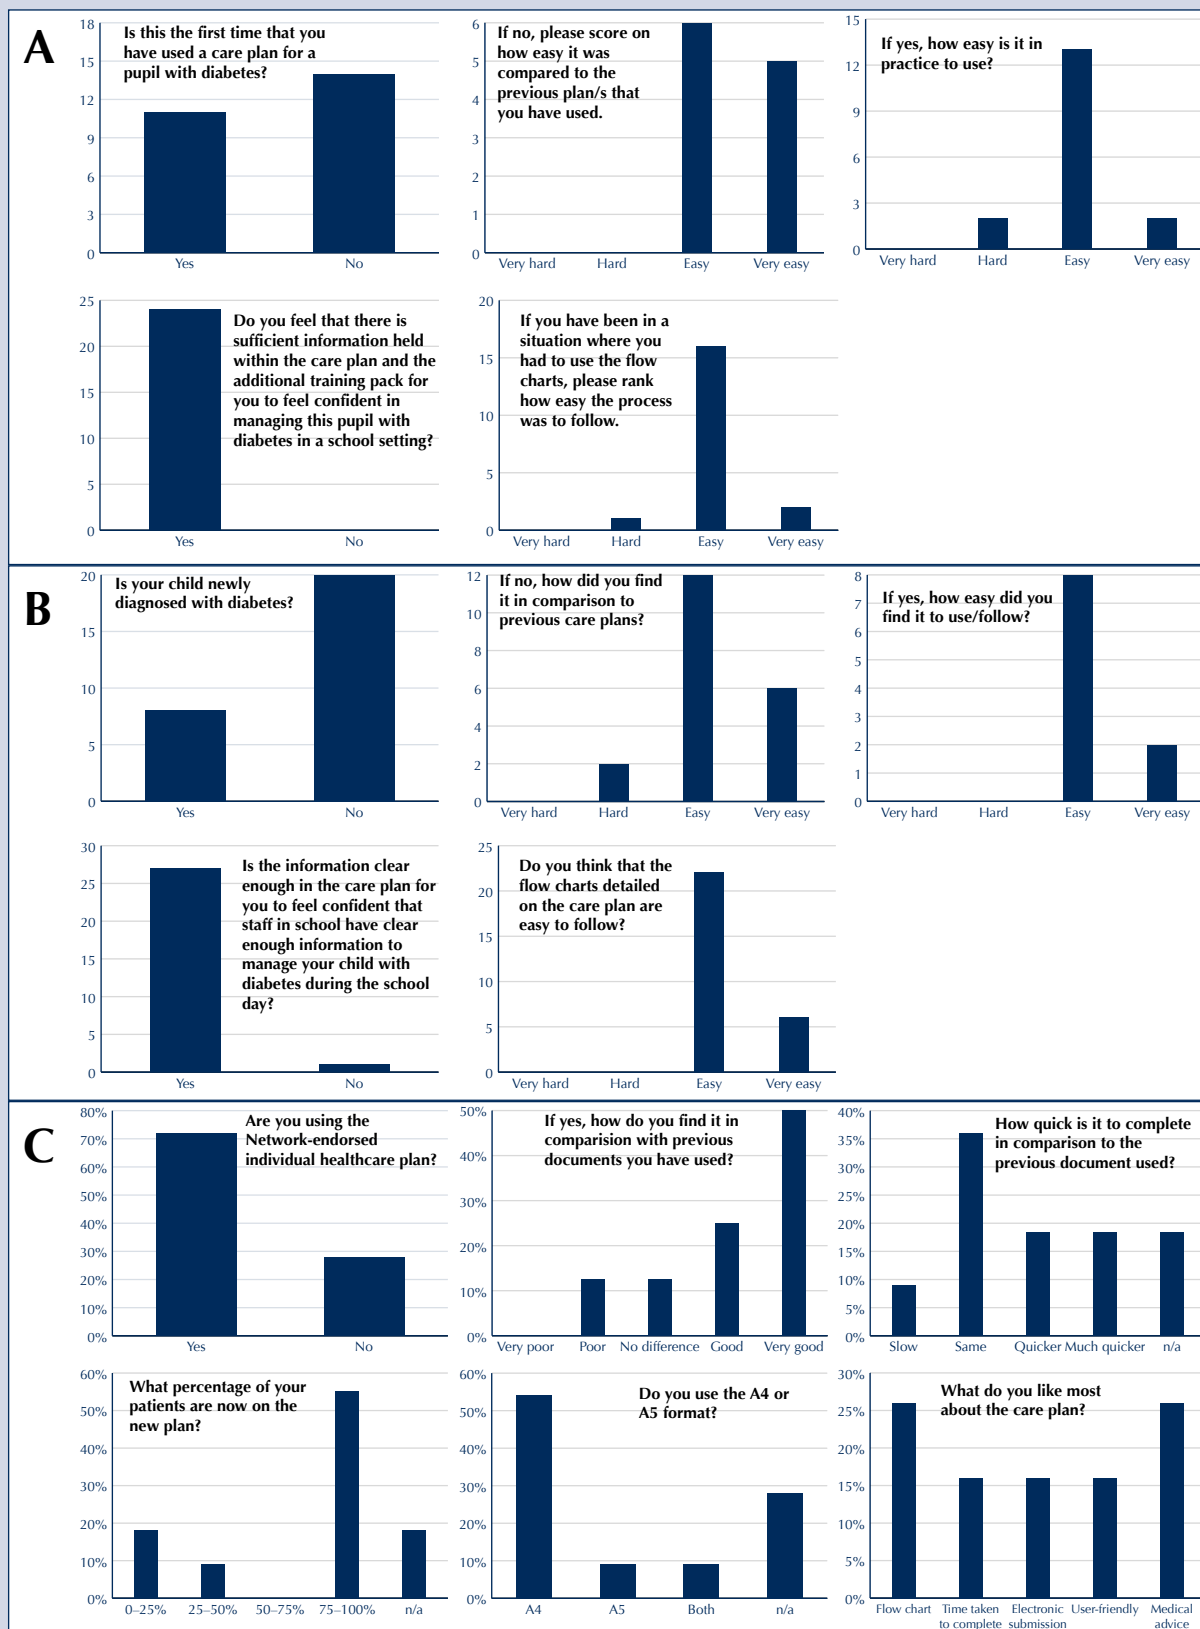 A
Is this the first time that you
have used a care plan for a
pupil with diabetes?
18
15
12
9
6
3
0
Yes
No
If no, please score on
how easy it was
compared to the
previous plan/s that
you have used.
6
5
4
3
2
1
0
Very hard
Hard
Easy
Very easy
If yes, how easy is it in
practice to use?
15
12
9
6
3
0
Very hard
Hard
Easy
Very easy
Do you feel that there is
sufficient information held
within the care plan and the
additional training pack for
you to feel confident in
managing this pupil with
diabetes in a school setting?
25
20
15
10
5
0
Yes
No
If you have been in a
situation where you
had to use the flow
charts, please rank
how easy the process
was to follow.
20
15
10
5
0
Very hard
Hard
Easy
Very easy
B
Is your child newly
diagnosed with diabetes?
20
15
10
5
0
Yes
No
If no, how did you find
it in comparison to
previous care plans?
12
10
8
6
4
2
0
Very hard
Hard
Easy
Very easy
If yes, how easy did you
find it to use/follow?
8
7
6
5
4
3
2
1
0
Very hard
Hard
Easy
Very easy
Is the information clear
enough in the care plan for
you to feel confident that
staff in school have clear
enough information to
manage your child with
diabetes during the school
day?
30
25
20
15
10
5
0
Yes
No
Do you think that the
flow charts detailed
on the care plan are
easy to follow?
25
20
15
10
5
0
Very hard
Hard
Easy
Very easy
C
Are you using the
Network-endorsed
individual healthcare plan?
80%
70%
60%
50%
40%
30%
20%
10%
0%
Yes
No
If yes, how do you find it in
comparision with previous
documents you have used?
50%
40%
30%
20%
10%
0%
Very poor
Poor
No difference
Good
Very good
How quick is it to complete
in comparison to the
previous document used?
40%
35%
30%
25%
20%
15%
10%
5%
0%
Slow
Same
Quicker
Much quicker
n/a
What percentage of your
patients are now on the
new plan?
60%
50%
40%
30%
20%
10%
0%
0–25%
25–50%
50–75%
75–100%
n/a
Do you use the A4 or
A5 format?
60%
50%
40%
30%
20%
10%
0%
A4
A5
Both
n/a
What do you like most
about the care plan?
30%
25%
20%
15%
10%
5%
0%
Flow chart
Time taken
to complete
Electronic
submission
User-friendly
Medical
advice